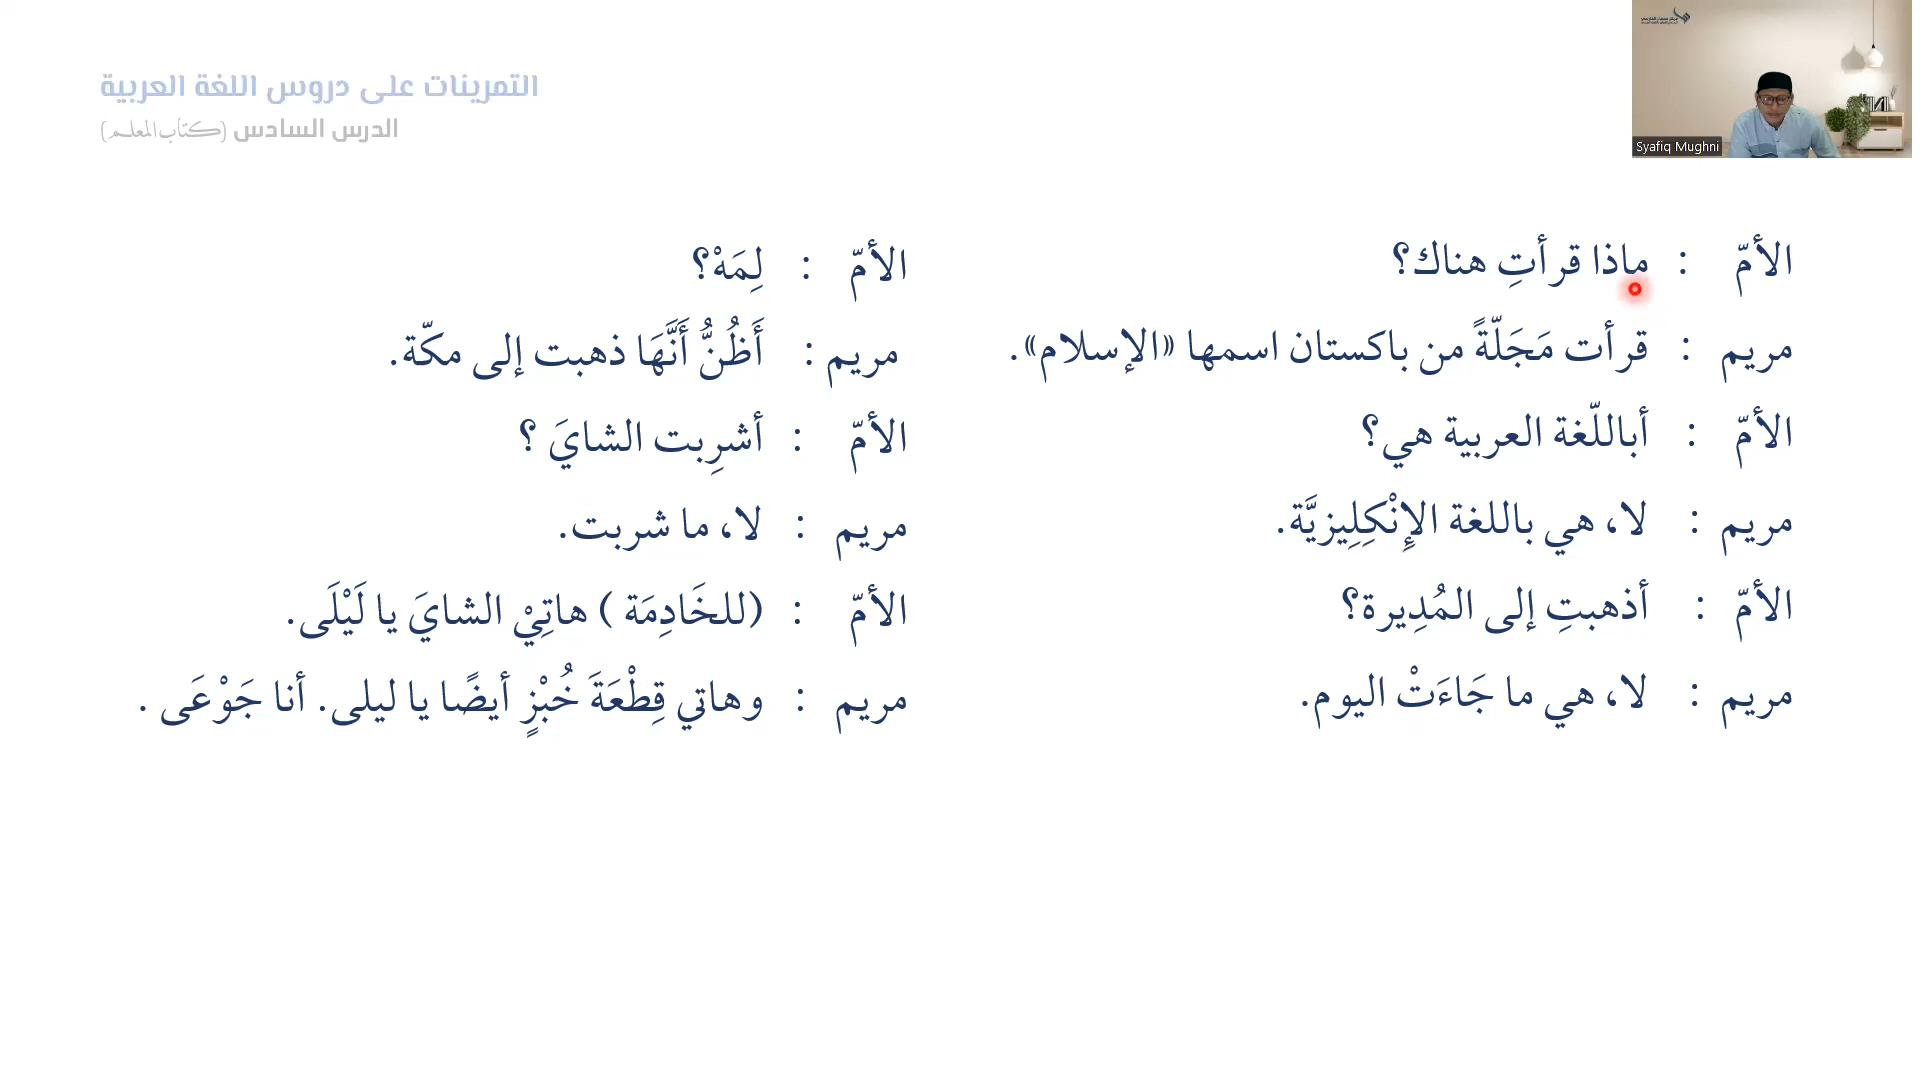 التمرينات على دروس اللغة العربية
الدرس السادس (كتاب المعلم)
Syafiq Mughni
الأمّ : ماذا قرأتِ هناك؟
مريم : قرأت مَجَلّةً من باكستان اسمها «الإسلام».
الأمّ : أباللّغة العربية هي؟
مريم : لا، هي باللغة الإِنْكِلِيزيَّة.
الأمّ : أذهبتِ إلى المُدِيرة؟
مريم : لا، هي ما جَاءَتْ اليوم.
الأمّ : لِمَهْ؟
مريم : أَظُنُّ أَنَّهَا ذهبت إلى مكّة.
الأمّ : أشرِبت الشايَ ؟
مريم : لا، ما شربت.
الأمّ : (للخَادِمَة ) هاتِيْ الشايَ يا لَيْلَى.
مريم : وهاتي قِطْعَةَ خُبْزٍ أيضًا يا ليلى. أنا جَوْعَى .